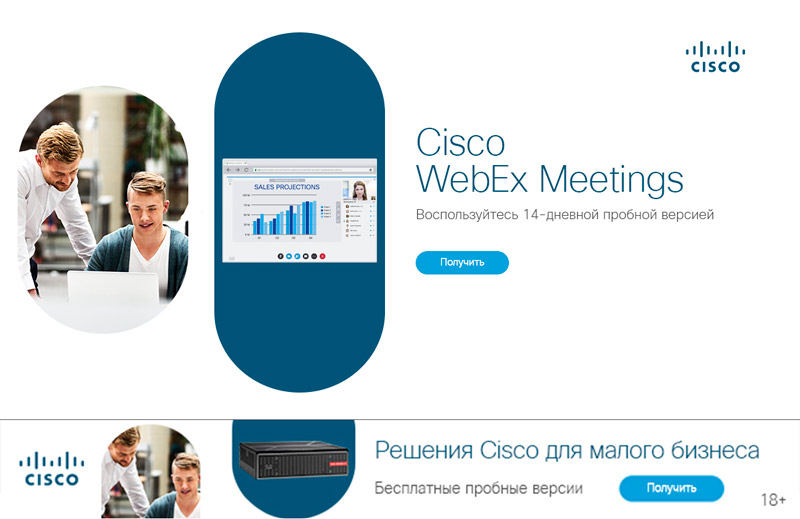 CISCO
Cisco
WebEx Meetings
Воспользуйтесь 14-дневной пробной версией
Получить
SALES PROJECTIONS
CISCO
Решения Cisco для малого бизнеса
Бесплатные пробные версии
Получить
18+